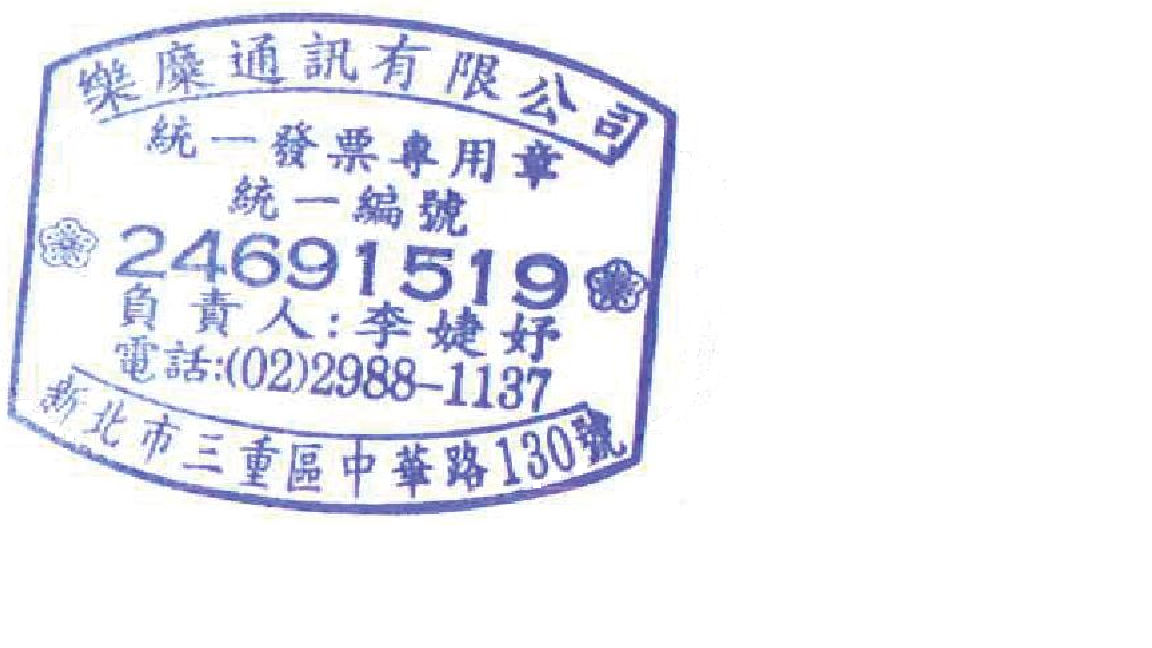 樂糜通訊有限公司
統一發票專用章
統一編號
24691519
負責人:李婕妤
電話:(02)2988-1137
新北市三重區中華路130號